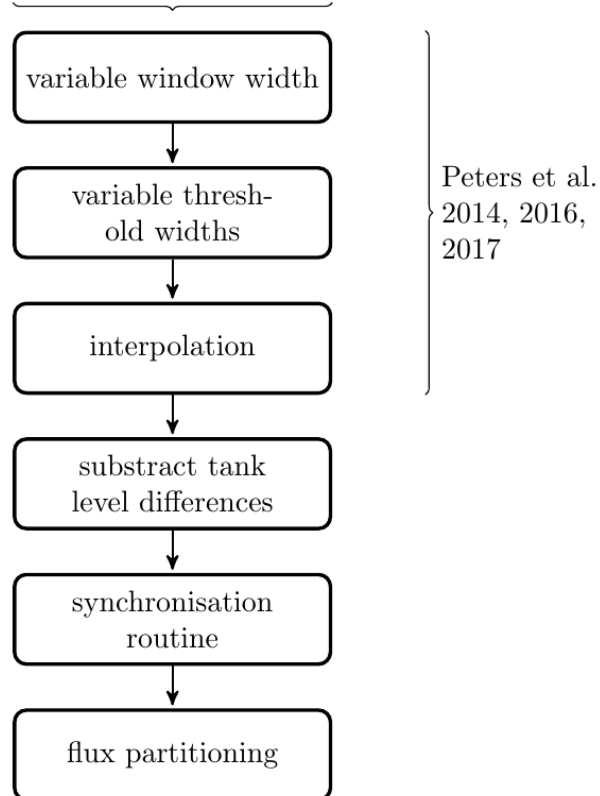 variable window width
variable thresh-
old widths
Peters et al.
2014, 2016,
2017
interpolation
substract tank
level differences
synchronisation
routine
flux partitioning